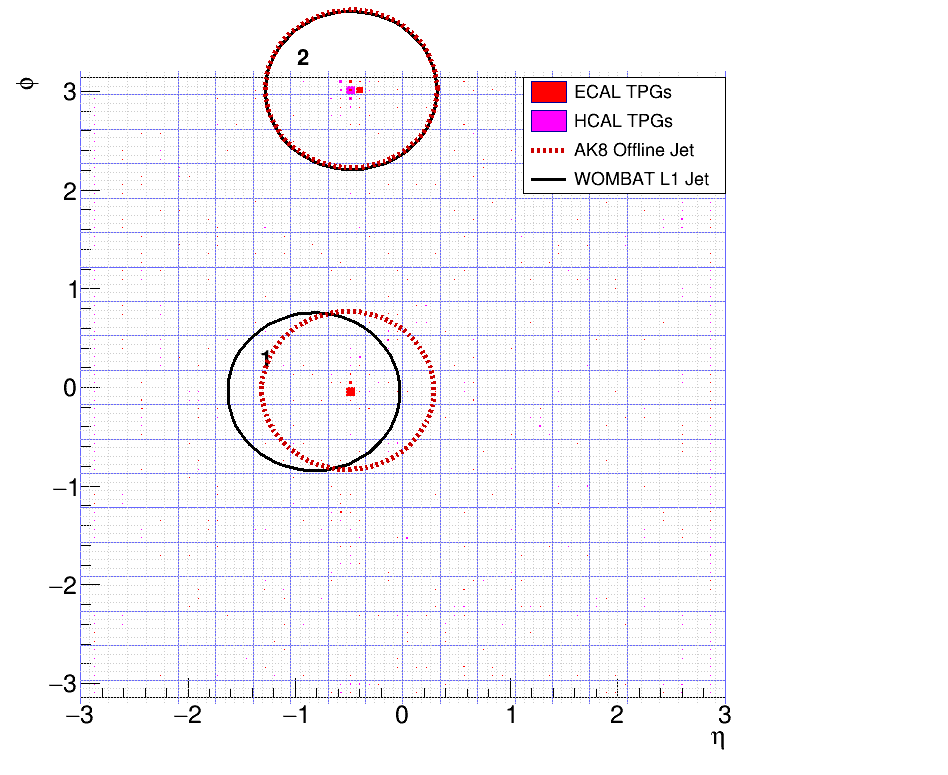 2
ϕ
3
ECAL TPGs
HCAL TPGs
AK8 Offline Jet
WOMBAT L1 Jet
2
1
1
0
−1
−2
−3
−3 −2 −1 0 1 2 3
η